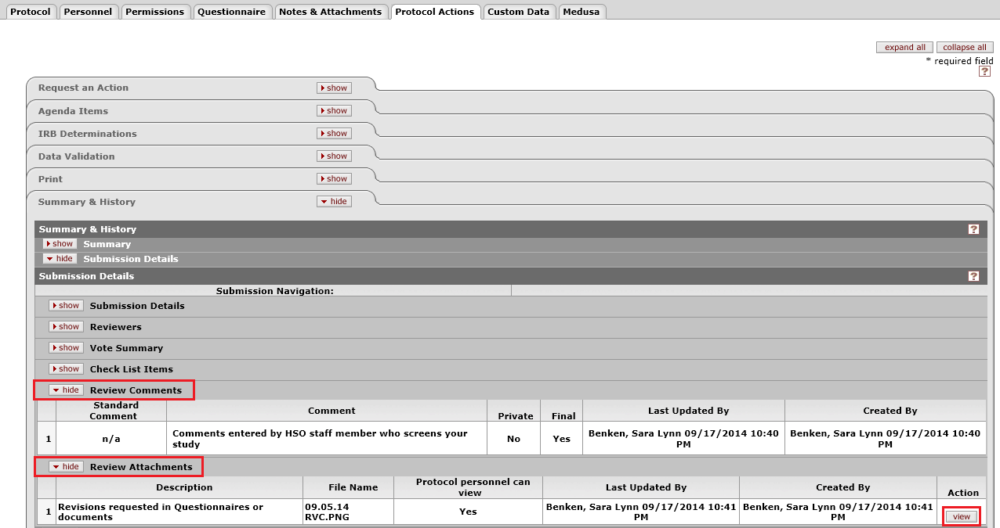 Protocol Personnel Permissions Questionnaire Notes & Attachments Protocol Actions Custom Data Medusa
expand all collapse all
* required field
?
Request an Action show
Agenda Items show
IRB Determinations show
Data Validation show
Print show
Summary & History hide
Summary & History ?
show Summary
hide Submission Details
Submission Details ?
Submission Navigation:
show Submission Details
show Reviewers
show Vote Summary
show Check List Items
hide Review Comments
Standard
Comment Comment Private Final Last Updated By Created By
1 n/a Comments entered by HSO staff member who screens your
study No Yes Benken, Sara Lynn 09/17/2014 10:40
PM Benken, Sara Lynn 09/17/2014 10:40
PM
hide Review Attachments
Description File Name Protocol personnel can
view Last Updated By Created By Action
1 Revisions requested in Questionnaires or
documents 09.05.14
RVC.PNG Yes Benken, Sara Lynn 09/17/2014 10:41
PM Benken, Sara Lynn 09/17/2014 10:41
PM view